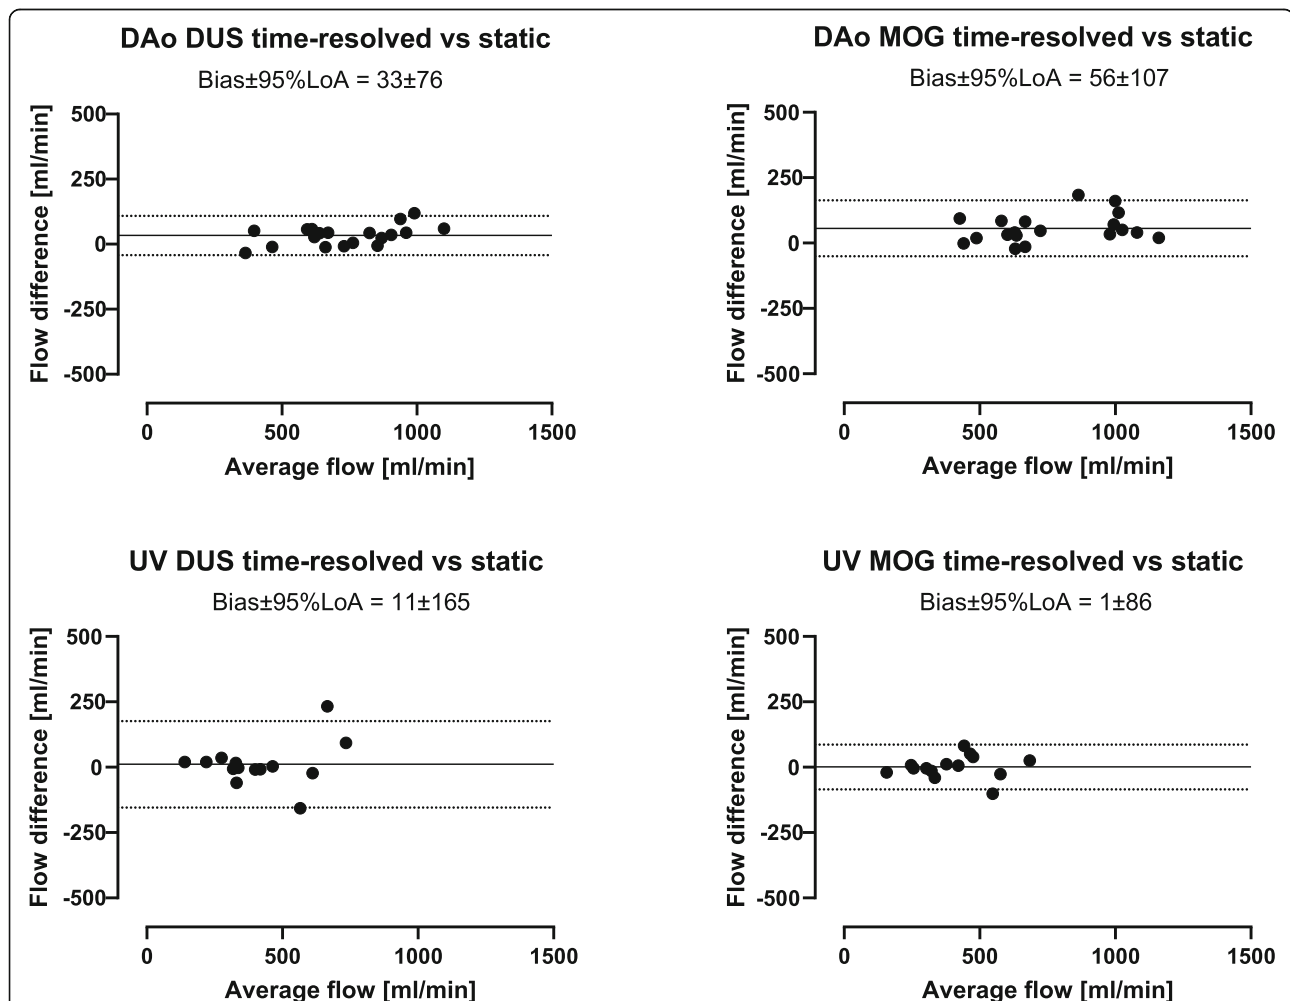 DAo DUS time-resolved vs static
Bias±95%LoA = 33±76
Flow difference [ml/min]
500
250
0
-250
-500
0 500 1000 1500
Average flow [ml/min]
DAo MOG time-resolved vs static
Bias±95%LoA = 56±107
Flow difference [ml/min]
500
250
0
-250
-500
0 500 1000 1500
Average flow [ml/min]
UV DUS time-resolved vs static
Bias±95%LoA = 11±165
Flow difference [ml/min]
500
250
0
-250
-500
0 500 1000 1500
Average flow [ml/min]
UV MOG time-resolved vs static
Bias±95%LoA = 1±86
Flow difference [ml/min]
500
250
0
-250
-500
0 500 1000 1500
Average flow [ml/min]